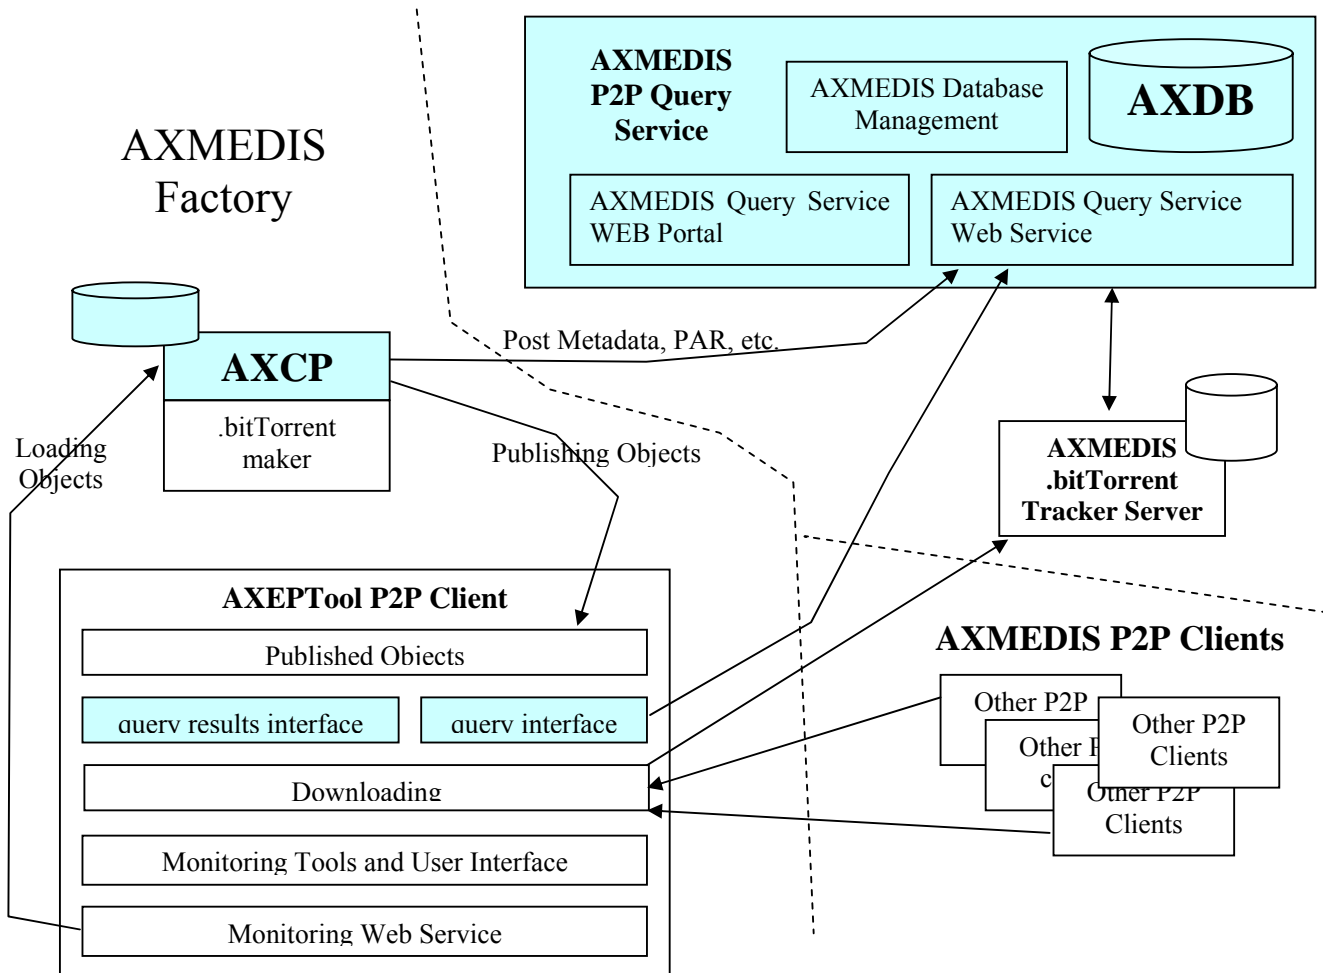 AXMEDIS
Factory
AXMEDIS
P2P Query
Service
AXMEDIS Database
Management
AXDB
AXMEDIS Query Service
WEB Portal
AXMEDIS Query Service
Web Service
Post Metadata, PAR, etc.
AXCP
.bitTorrent
maker
Loading
Objects
Publishing Objects
AXMEDIS
.bitTorrent
Tracker Server
AXEPTool P2P Client
Published Objects
query results interface
query interface
Downloading
Monitoring Tools and User Interface
Monitoring Web Service
AXMEDIS P2P Clients
Other P2P
Other
Other P2P
Clients
Other P2P
Clients